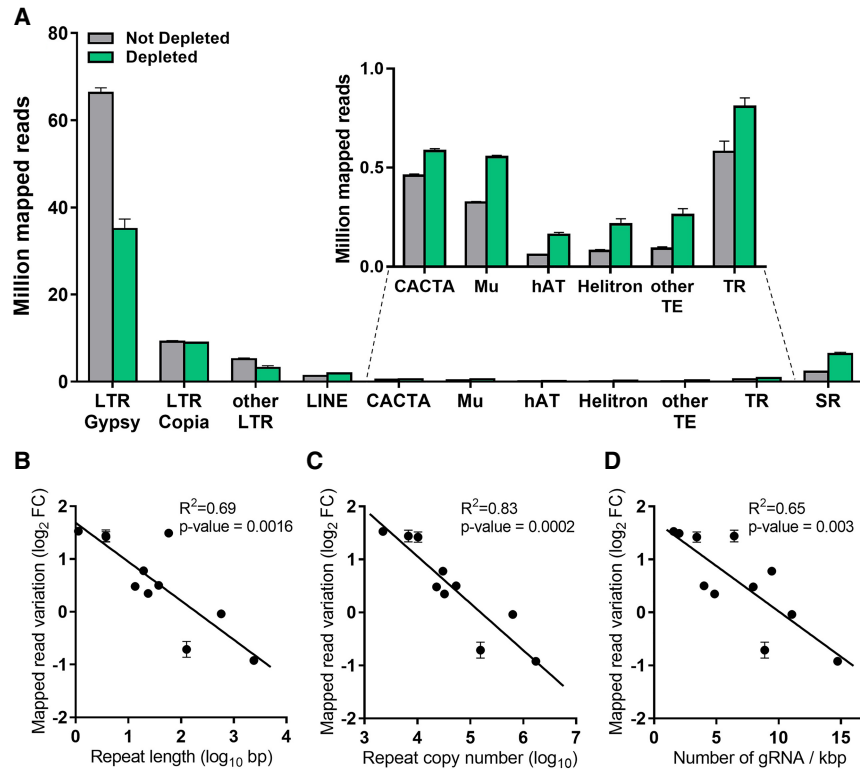 A
Million mapped reads
80
60
40
20
0
Not Depleted
Depleted
Million mapped reads
1.0
0.5
0.0
CACTA Mu hAT Helitron other TR
TE
LTR LTR other LINE CACTA Mu hAT Helitron other TR SR
Gypsy Copia LTR TE
B
Mapped read variation (log2 FC)
2
1
0
-1
-2
R2=0.69
p-value = 0.0016
0 1 2 3 4
Repeat length (log10 bp)
C
Mapped read variation (log2 FC)
2
1
0
-1
-2
R2=0.83
p-value = 0.0002
3 4 5 6 7
Repeat copy number (log10)
D
Mapped read variation (log2 FC)
2
1
0
-1
-2
R2=0.65
p-value = 0.003
0 5 10 15
Number of gRNA / kbp